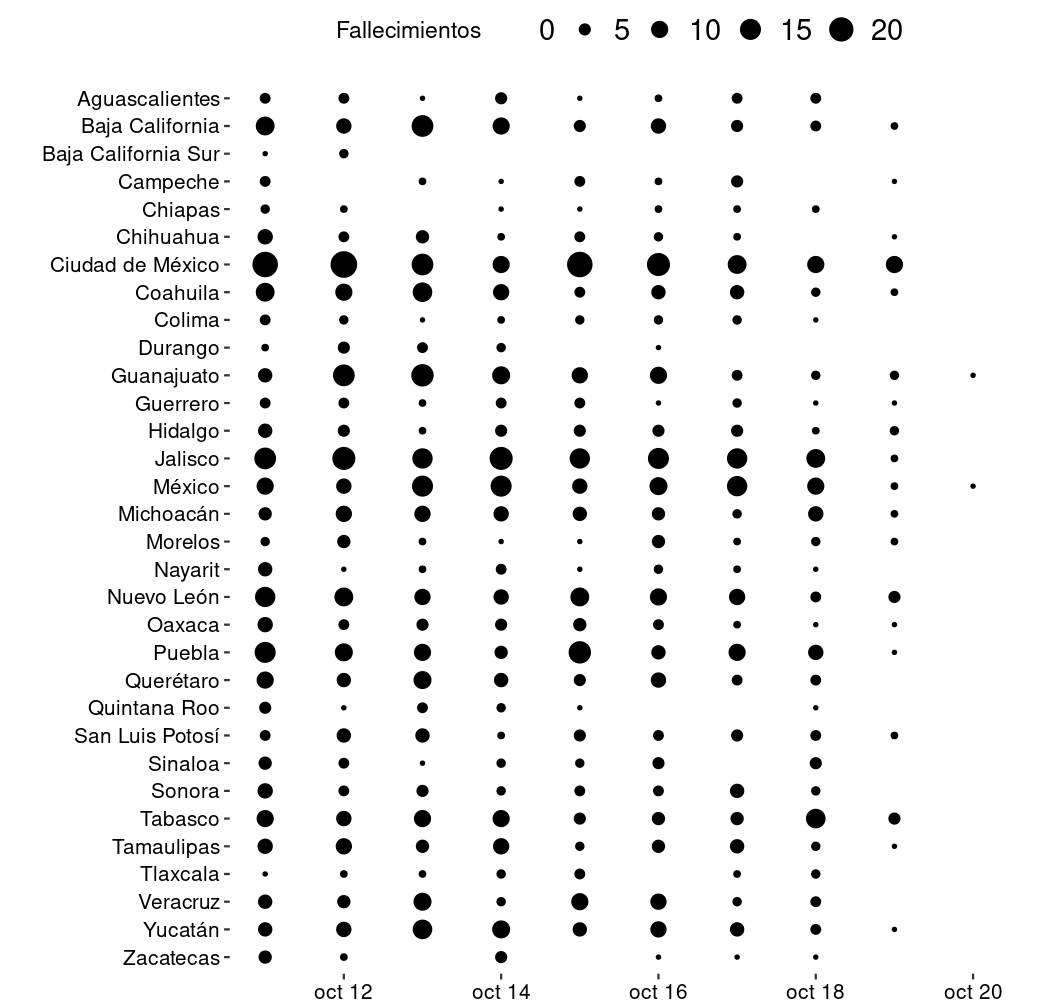 Fallecimientos 0 5 10 15 20
Aguascalientes
Baja California
Baja California Sur
Campeche
Chiapas
Chihuahua
Ciudad de México
Coahuila
Colima
Durango
Guanajuato
Guerrero
Hidalgo
Jalisco
México
Michoacán
Morelos
Nayarit
Nuevo León
Oaxaca
Puebla
Querétaro
Quintana Roo
San Luis Potosí
Sinaloa
Sonora
Tabasco
Tamaulipas
Tlaxcala
Veracruz
Yucatán
Zacatecas
oct 12 oct 14 oct 16 oct 18 oct 20